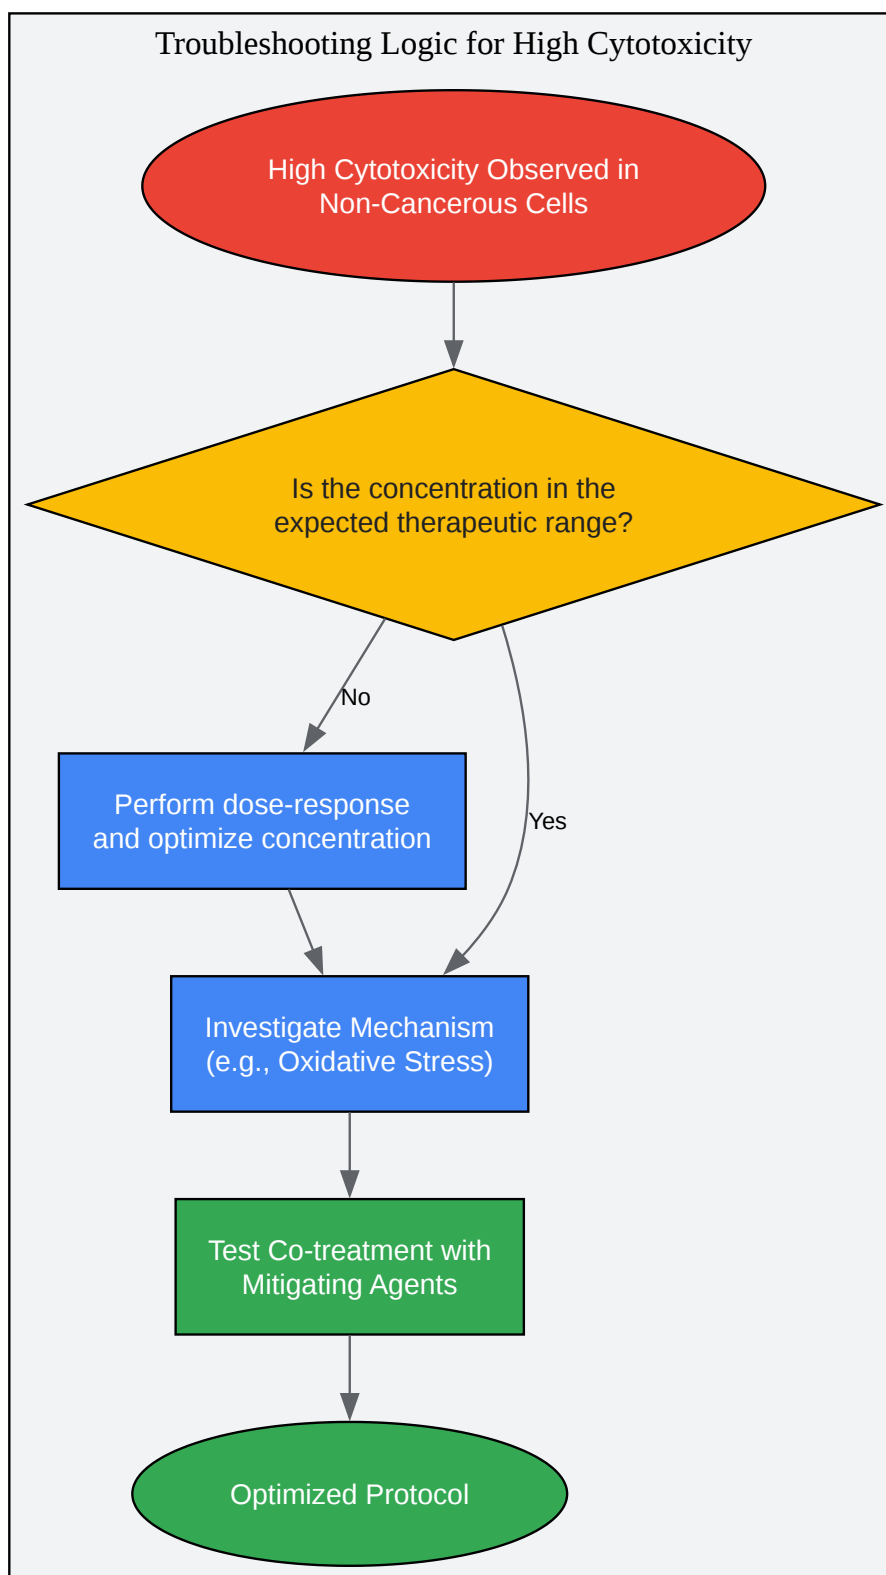 Troubleshooting Logic for High Cytotoxicity
High Cytotoxicity Observed in
Non-Cancerous Cells
Is the concentration in the
expected therapeutic range?
No
Perform dose-response
and optimize concentration
Yes
Investigate Mechanism
(e.g., Oxidative Stress)
Test Co-treatment with
Mitigating Agents
Optimized Protocol